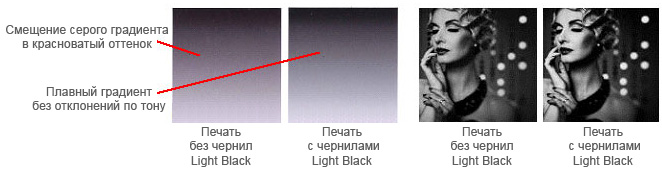 Смещение серого градиента
в красноватый оттенок
Плавный градиент
без отклонений по тону
Печать
без чернил
Light Black
Печать
с чернилами
Light Black
Печать
без чернил
Light Black
Печать
с чернилами
Light Black